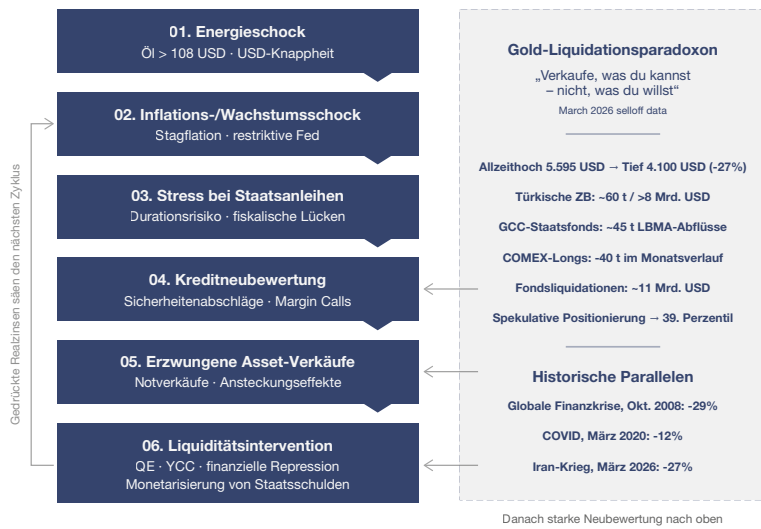 01. Energieschock
Öl > 108 USD · USD-Knappheit
02. Inflations-/Wachstumsschock
Stagflation · restriktive Fed
03. Stress bei Staatsanleihen
Durationsrisiko · fiskalische Lücken
04. Kreditneubewertung
Sicherheitenabschläge · Margin Calls
05. Erzwungene Asset-Verkäufe
Notverkäufe · Ansteckungseffekte
06. Liquiditätsintervention
QE · YCC · finanzielle Repression
Monetarisierung von Staatsschulden
Gedrückte Realzinsen säen den nächsten Zyklus
Gold-Liquidationsparadoxon
„Verkaufe, was du kannst
– nicht, was du willst“
March 2026 selloff data
Allzeithoch 5.595 USD → Tief 4.100 USD (-27%)
Türkische ZB: ~60 t / >8 Mrd. USD
GCC-Staatsfonds: ~45 t LBMA-Abflüsse
COMEX-Longs: -40 t im Monatsverlauf
Fondsliquidationen: ~11 Mrd. USD
Spekulative Positionierung → 39. Perzentil
Historische Parallelen
Globale Finanzkrise, Okt. 2008: -29%
COVID, März 2020: -12%
Iran-Krieg, März 2026: -27%
Danach starke Neubewertung nach oben